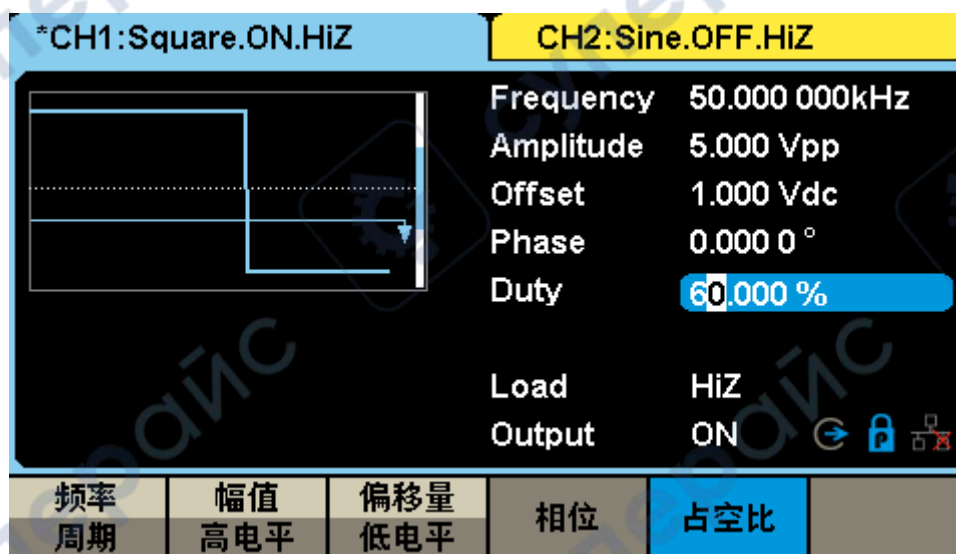 *CH1:Square.ON.HiZ
CH2:Sine.OFF.HiZ
Frequency 50.000 000kHz
Amplitude 5.000 Vpp
Offset 1.000 Vdc
Phase 0.000 0 °
Duty 60.000 %
Load HiZ
Output ON
频率 幅值 偏移量 相位 占空比
周期 高电平 低电平